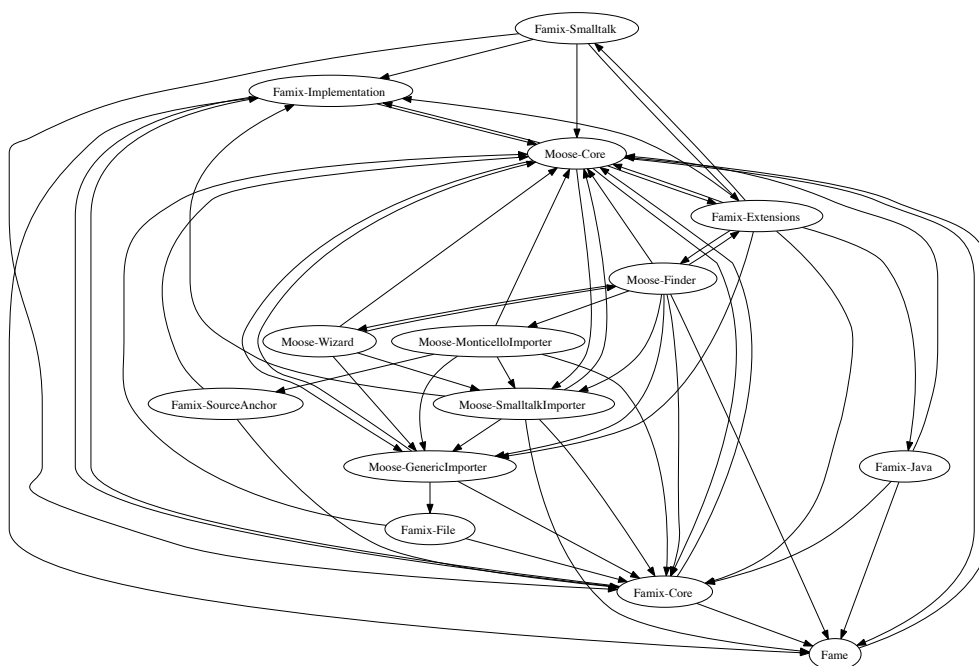 Famix-Smalltalk
Famix-Implementation
Moose-Core
Famix-Extensions
Moose-Finder
Moose-Wizard
Moose-MonticelloImporter
Famix-SourceAnchor
Moose-SmalltalkImporter
Moose-GenericImporter
Famix-Java
Famix-File
Famix-Core
Fame